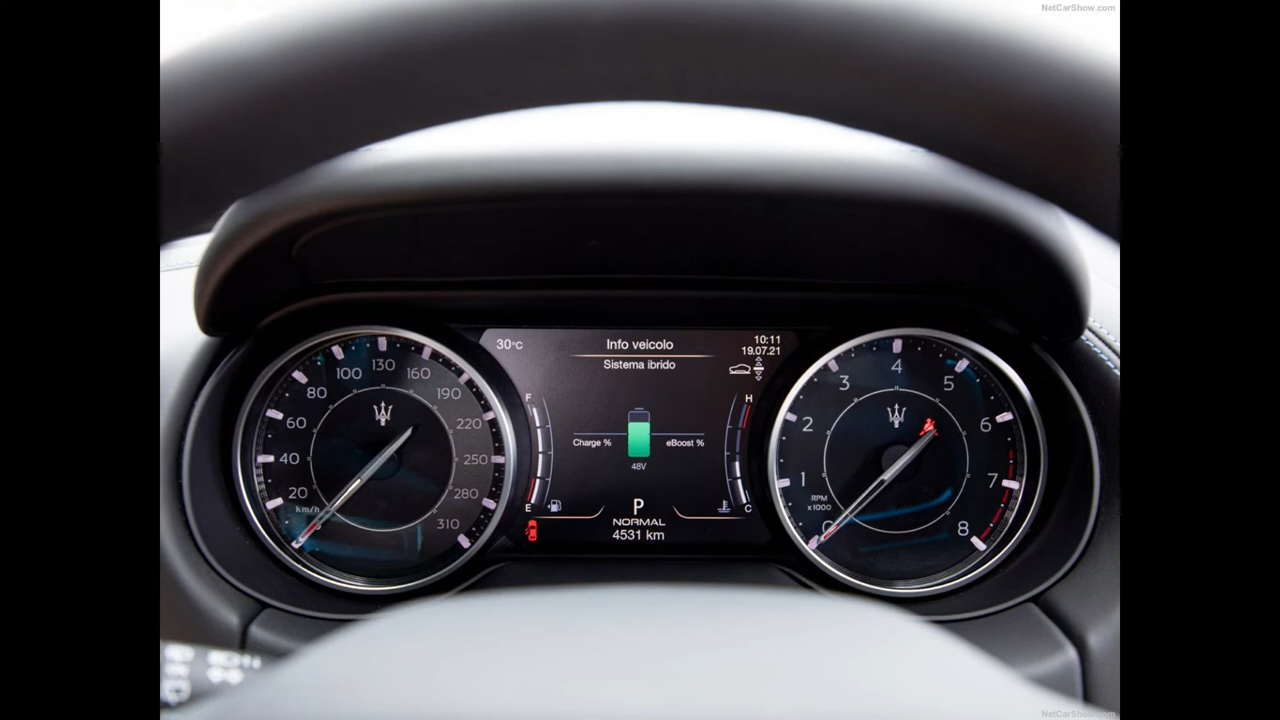 NetCarShow.com
130
100
160
80
190
60
220
40
250
20
280
km/h
310
30°C
Info veicolo
10:11
19.07.21
Sistema ibrido
F
H
Charge %
eBoost %
48V
E
C
P
NORMAL
4531 km
4
3
5
2
6
1
7
RPM
x1000
0
8
NetCarShow.com